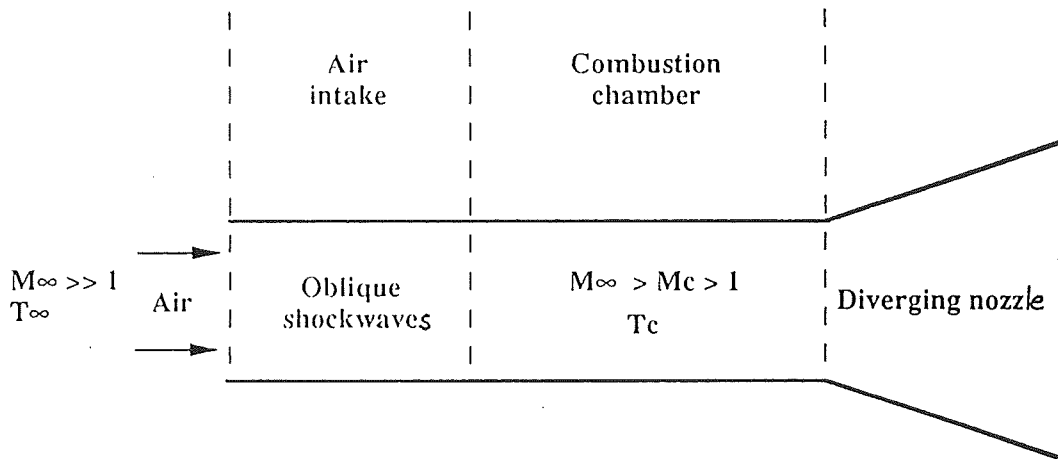 Air
intake
Combustion
chamber
M∞ >> 1
T∞
Air
Oblique
shockwaves
M∞ > Mc > 1
Tc
Diverging nozzle